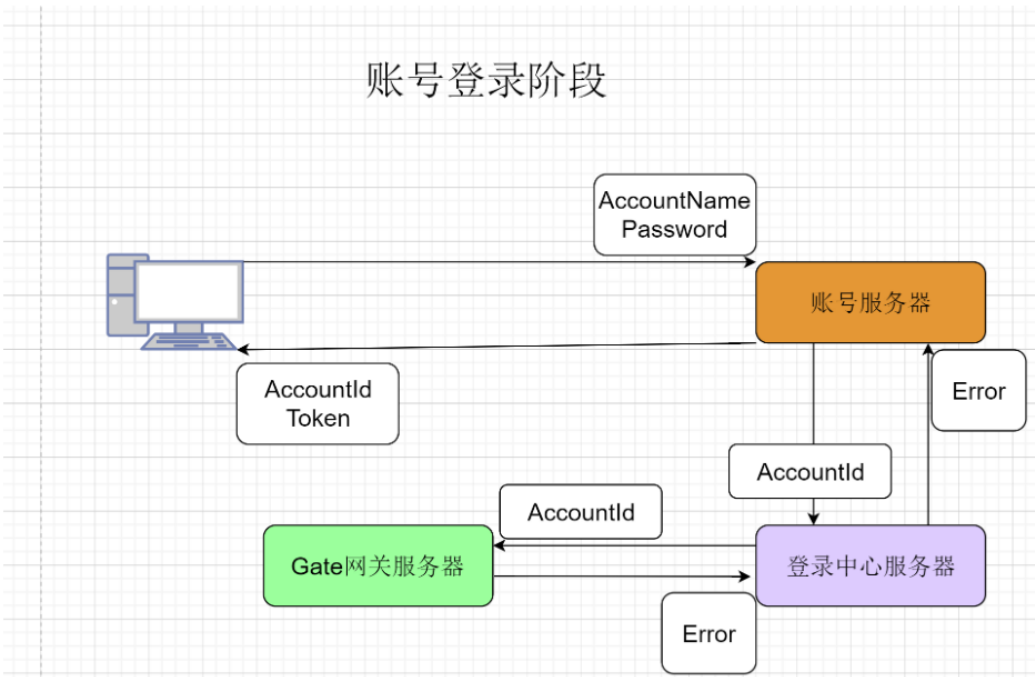 账号登录阶段
AccountName
Password
账号服务器
AccountId
Token
Error
AccountId
AccountId
Gate网关服务器
登录中心服务器
Error